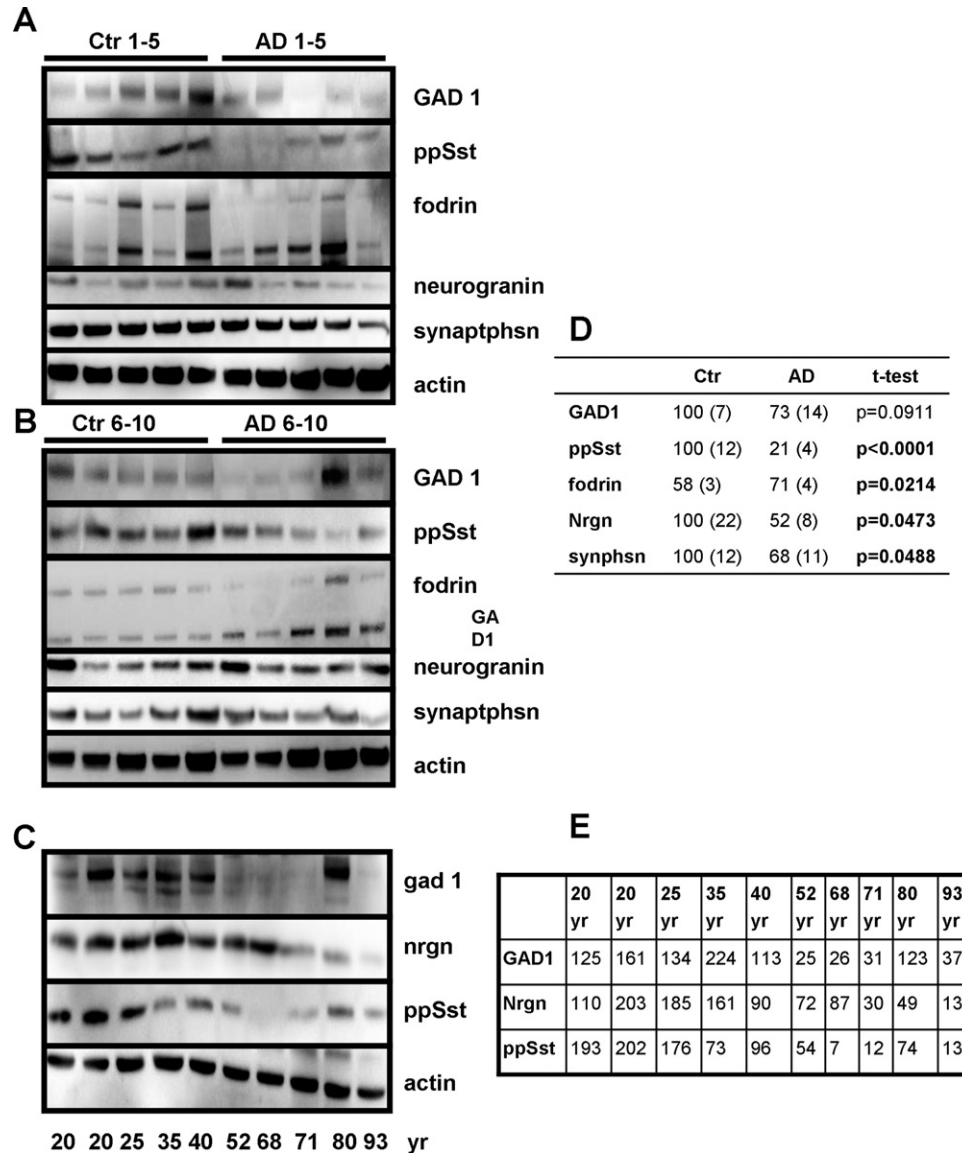 A
Ctr 1-5 AD 1-5
GAD 1
ppSst
fodrin
neurogranin
synaptphsn
actin
B
Ctr 6-10 AD 6-10
GAD 1
ppSst
fodrin
GA
D1
neurogranin
synaptphsn
actin
C
gad 1
nrgn
ppSst
actin
20 20 25 35 40 52 68 71 80 93 yr
D
Ctr AD t-test
GAD1 100 (7) 73 (14) p=0.0911
ppSst 100 (12) 21 (4) p<0.0001
fodrin 58 (3) 71 (4) p=0.0214
Nrgn 100 (22) 52 (8) p=0.0473
synphsn 100 (12) 68 (11) p=0.0488
E
20 20 25 35 40 52 68 71 80 93
yr yr yr yr yr yr yr yr yr yr
GAD1 125 161 134 224 113 25 26 31 123 37
Nrgn 110 203 185 161 90 72 87 30 49 13
ppSst 193 202 176 73 96 54 7 12 74 13